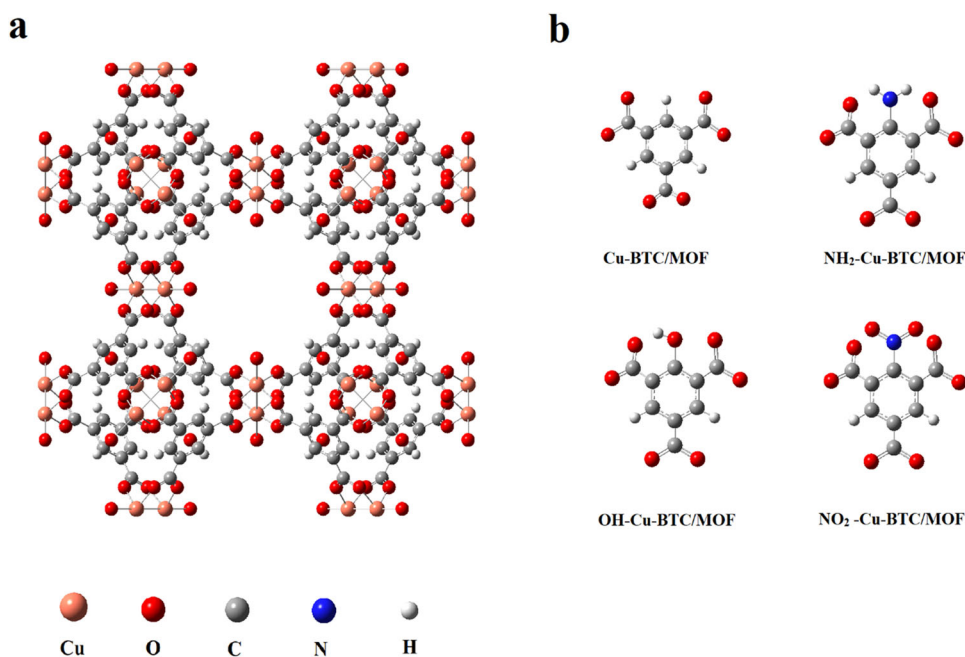 a
b
Cu-BTC/MOF
NH₂-Cu-BTC/MOF
OH-Cu-BTC/MOF
NO₂ -Cu-BTC/MOF
Cu
O
C
N
H